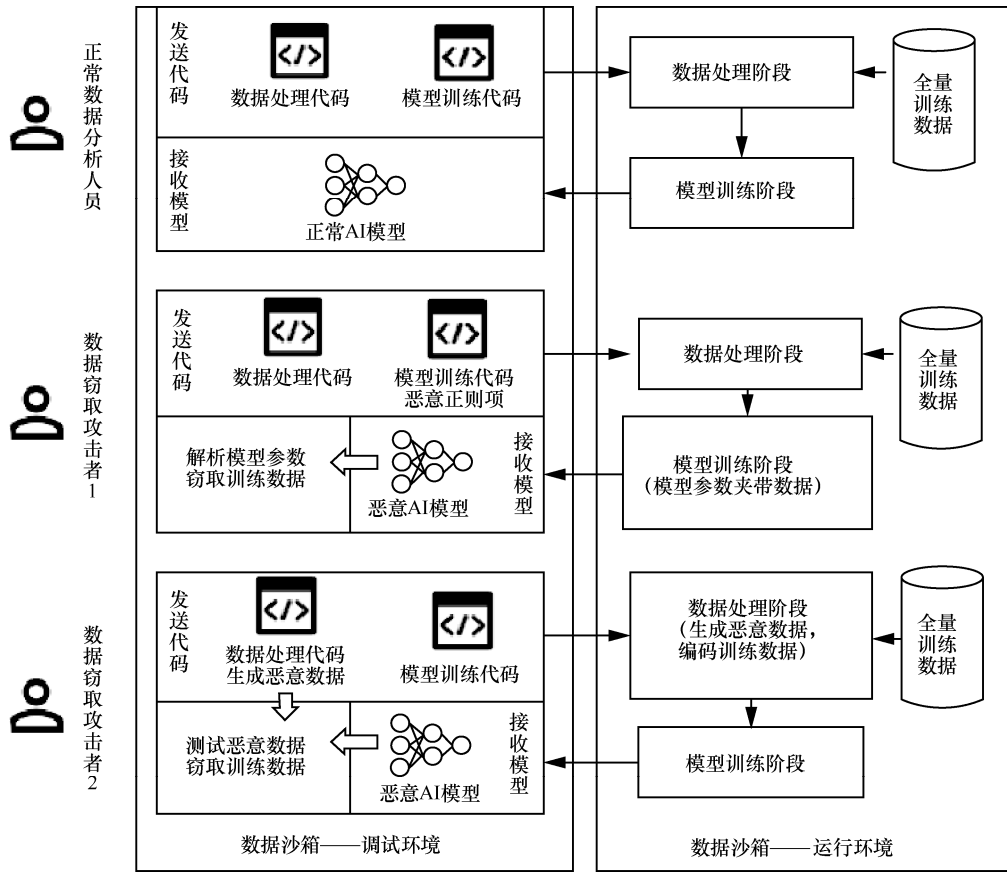 正常数据分析人员
发送代码
数据处理代码
模型训练代码
接收模型
正常AI模型
数据处理阶段
模型训练阶段
全量
训练
数据
数据窃取攻击者1
发送代码
数据处理代码
模型训练代码
恶意正则项
解析模型参数
窃取训练数据
恶意AI模型
接收模型
数据处理阶段
模型训练阶段
(模型参数夹带数据)
全量
训练
数据
数据窃取攻击者2
发送代码
数据处理代码
生成恶意数据
模型训练代码
测试恶意数据
窃取训练数据
恶意AI模型
接收模型
数据处理阶段
(生成恶意数据,
编码训练数据)
模型训练阶段
全量
训练
数据
数据沙箱——调试环境
数据沙箱——运行环境